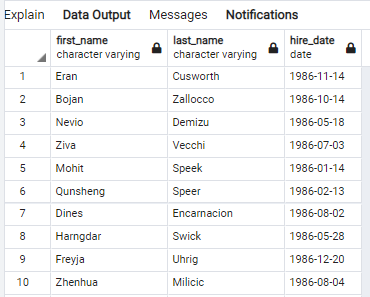 Explain Data Output Messages Notifications
first_name last_name hire_date
character varying character varying date
1 Eran Cusworth 1986-11-14
2 Bojan Zallocco 1986-10-14
3 Nevio Demizu 1986-05-18
4 Ziva Vecchi 1986-07-03
5 Mohit Speek 1986-01-14
6 Qunsheng Speer 1986-02-13
7 Dines Encarnacion 1986-08-02
8 Harngdar Swick 1986-05-28
9 Freyja Uhrig 1986-12-20
10 Zhenhua Milicic 1986-08-04